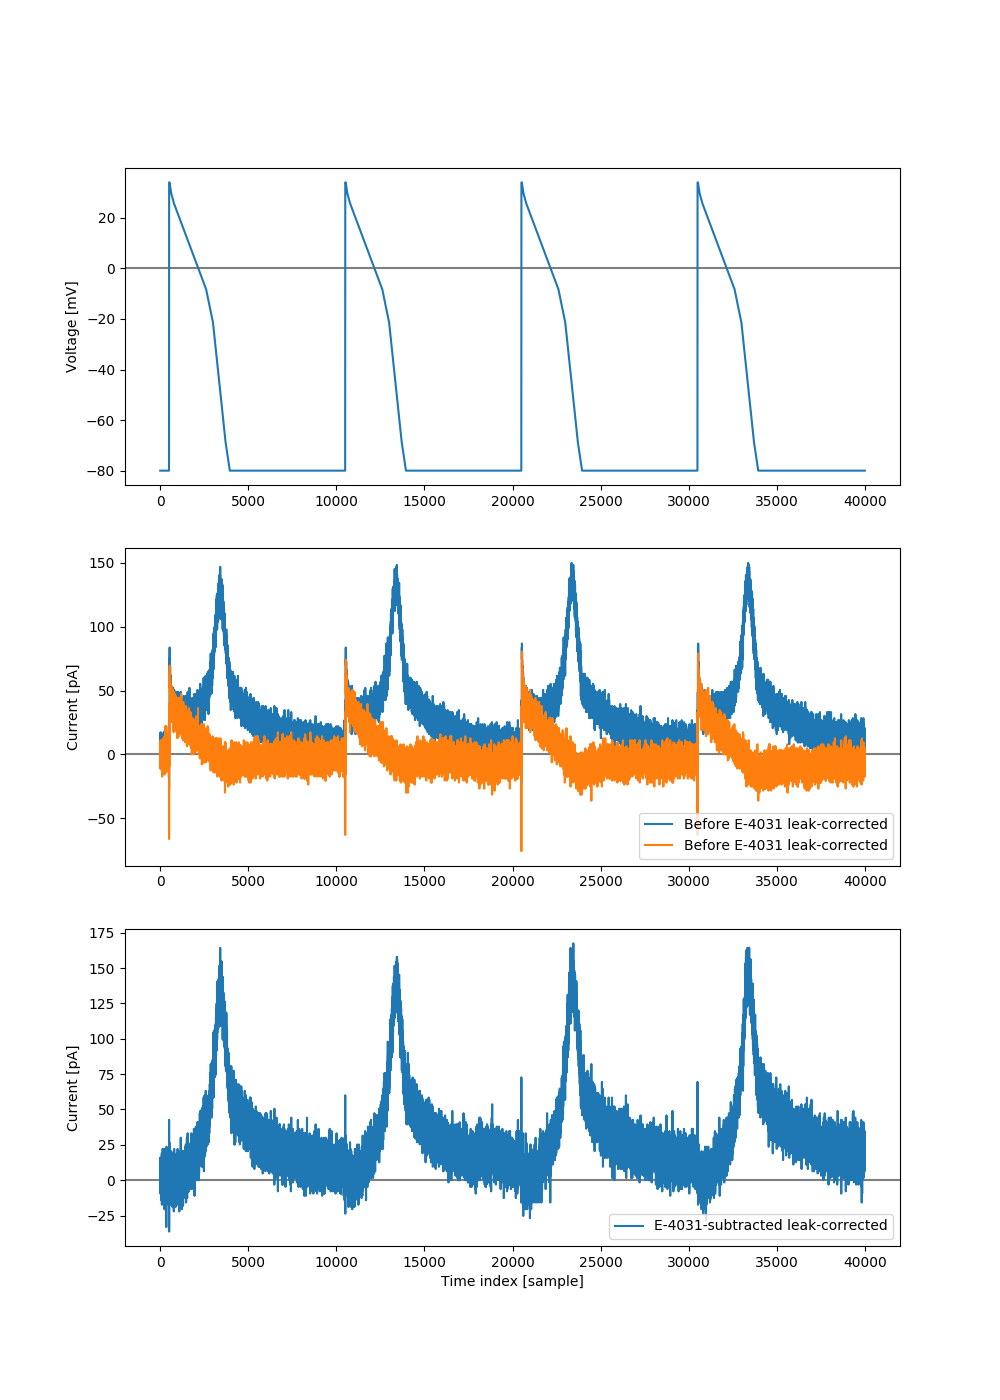 20
0
−20
−40
−60
−80
Voltage [mV]
0 5000 10000 15000 20000 25000 30000 35000 40000
150
100
50
0
−50
Current [pA]
Before E-4031 leak-corrected
Before E-4031 leak-corrected
0 5000 10000 15000 20000 25000 30000 35000 40000
175
150
125
100
75
50
25
0
−25
Current [pA]
E-4031-subtracted leak-corrected
0 5000 10000 15000 20000 25000 30000 35000 40000
Time index [sample]